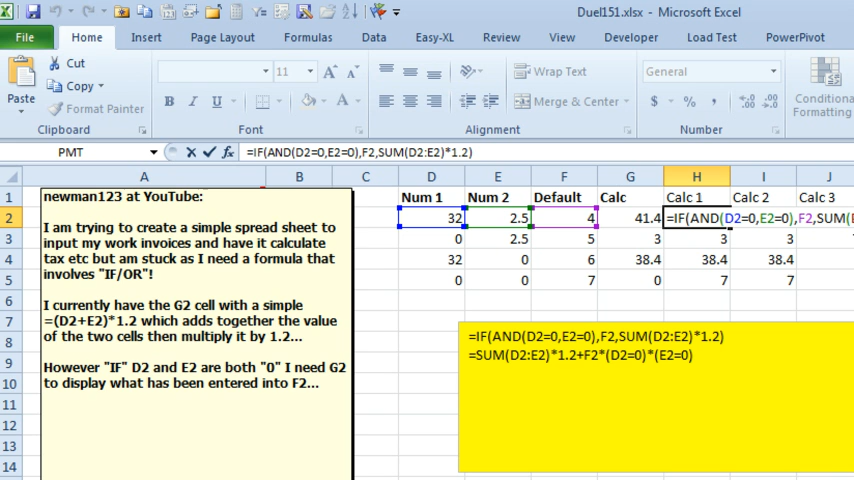 Duel151.xlsx - Microsoft Excel
File Home Insert Page Layout Formulas Data Easy-XL Review View Developer Load Test PowerPivot
Cut
Copy
Format Painter
Paste
11
B I U
A A
A
Wrap Text
Merge & Center
General
$ % ,
Conditiona
Formatting
Clipboard Font Alignment Number
PMT fx =IF(AND(D2=0,E2=0),F2,SUM(D2:E2)*1.2)
A B C D E F G H I J
1 Num 1 Num 2 Default Calc Calc 1 Calc 2 Calc 3
2 32 2.5 4 41.4 =IF(AND(D2=0,E2=0),F2,SUM(
3 0 2.5 5 3 3 3
4 32 0 6 38.4 38.4 38.4
5 0 0 7 0 7 7
6
7
8
9
10
11
12
13
14
newman123 at YouTube:
I am trying to create a simple spread sheet to
input my work invoices and have it calculate
tax etc but am stuck as I need a formula that
involves "IF/OR"!
I currently have the G2 cell with a simple
=(D2+E2)*1.2 which adds together the value
of the two cells then multiply it by 1.2...
However "IF" D2 and E2 are both "0" I need G2
to display what has been entered into F2...
=IF(AND(D2=0,E2=0),F2,SUM(D2:E2)*1.2)
=SUM(D2:E2)*1.2+F2*(D2=0)*(E2=0)